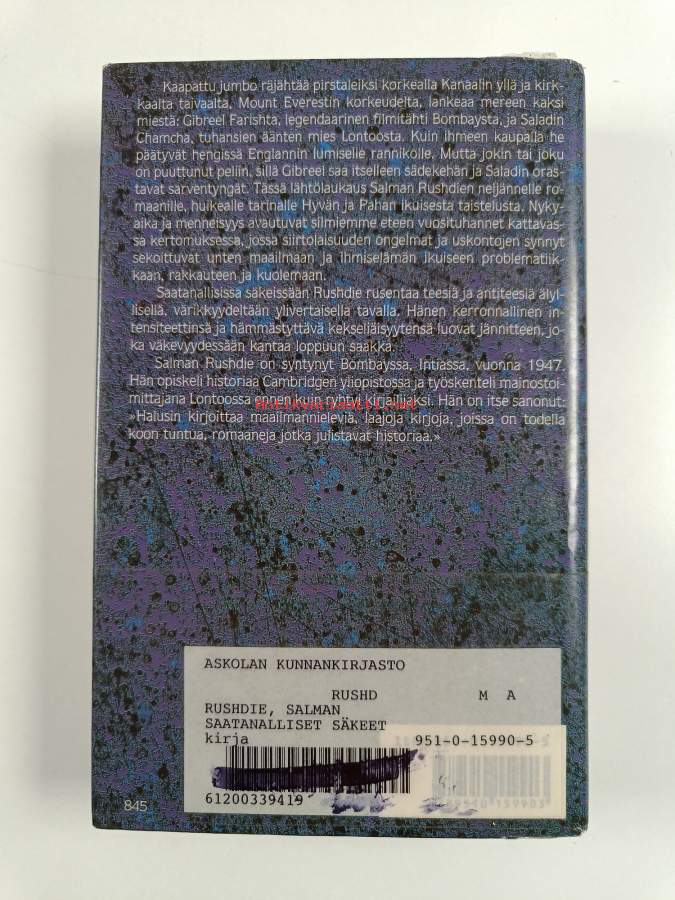 Kaapattu jumbo räjähtää pirstaleiksi korkealla Kanaalin yllä ja kirk-
kaalta taivaalta, Mount Everestin korkeudelta, lankeaa mereen kaksi
miestä: Gibreel Farishta, legendaarinen filmitähti Bombaysta, ja Saladin
Chamcha, tuhansien äänten mies Lontoosta. Kuin ihmeen kaupalla he
päätyvät hengissä Englannin lumiselle rannikolle. Mutta jokin tai joku
on puuttunut peliin, sillä Gibreel saa itselleen sädekehän ja Saladin oras-
tavat sarventyngät. Tässä lähtölaukaus Salman Rushdien neljännelle ro-
maanille, huikealle tarinalle Hyvän ja Pahan ikuisesta taistelusta. Nyky-
aika ja menneisyys avautuvat silmiemme eteen vuosituhannet kattavas-
sa kertomuksessa, jossa siirtolaisuuden ongelmat ja uskontojen synnyt
sekoittuvat unten maailmaan ja ihmiselämän ikuiseen problematiik-
kaan, rakkauteen ja kuolemaan.
Saatanallisissa säkeissään Rushdie rusentaa teesiä ja antiteesiä älyl-
lisellä, värikkyydeltään ylivertaisella tavalla. Hänen kerronnallinen in-
tensiteettinsä ja hämmästyttävä kekseliäisyytensä luovat jännitteen, jo-
ka väkevyydessään kantaa loppuun saakka.
Salman Rushdie on syntynyt Bombayssa, Intiassa, vuonna 1947.
Hän opiskeli historiaa Cambridgen yliopistossa ja työskenteli mainostoi-
mittajana Lontoossa ennen kuin ryhtyi kirjailijaksi. Hän on itse sanonut:
»Halusin kirjoittaa maailmannieleviä, laajoja kirjoja, joissa on todella
koon tuntua, romaaneja jotka julistavat historiaa.»
ASKOLAN KUNNANKIRJASTO
RUSHD M A
RUSHDIE, SALMAN
SAATANALLISET SÄKEET
kirja
951-0-15990-5
61200339419
845